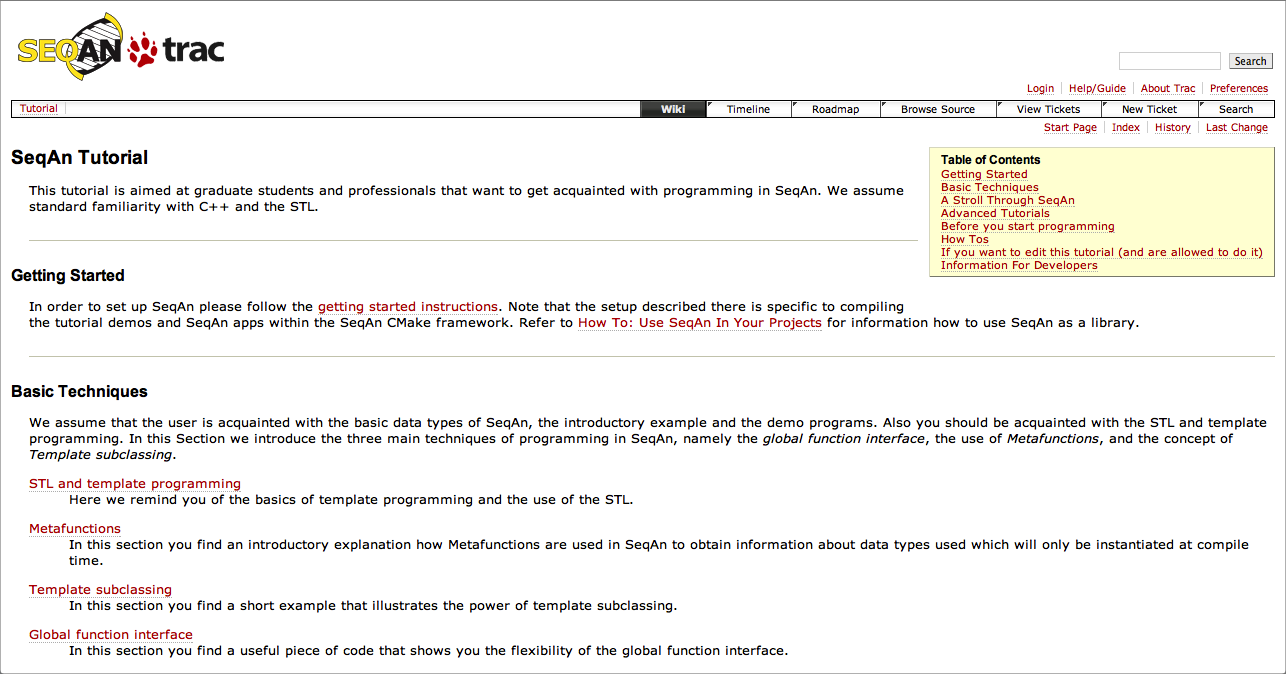 SEQAN trac
Search
Login Help/Guide About Trac Preferences
Tutorial Wiki Timeline Roadmap Browse Source View Tickets New Ticket Search
Start Page Index History Last Change
SeqAn Tutorial
This tutorial is aimed at graduate students and professionals that want to get acquainted with programming in SeqAn. We assume
standard familiarity with C++ and the STL.
Table of Contents
Getting Started
Basic Techniques
A Stroll Through SeqAn
Advanced Tutorials
Before you start programming
How Tos
If you want to edit this tutorial (and are allowed to do it)
Information For Developers
Getting Started
In order to set up SeqAn please follow the getting started instructions. Note that the setup described there is specific to compiling
the tutorial demos and SeqAn apps within the SeqAn CMake framework. Refer to How To: Use SeqAn In Your Projects for information how to use SeqAn as a library.
Basic Techniques
We assume that the user is acquainted with the basic data types of SeqAn, the introductory example and the demo programs. Also you should be acquainted with the STL and template
programming. In this Section we introduce the three main techniques of programming in SeqAn, namely the global function interface, the use of Metafunctions, and the concept of
Template subclassing.
STL and template programming
Here we remind you of the basics of template programming and the use of the STL.
Metafunctions
In this section you find an introductory explanation how Metafunctions are used in SeqAn to obtain information about data types used which will only be instantiated at compile
time.
Template subclassing
In this section you find a short example that illustrates the power of template subclassing.
Global function interface
In this section you find a useful piece of code that shows you the flexibility of the global function interface.